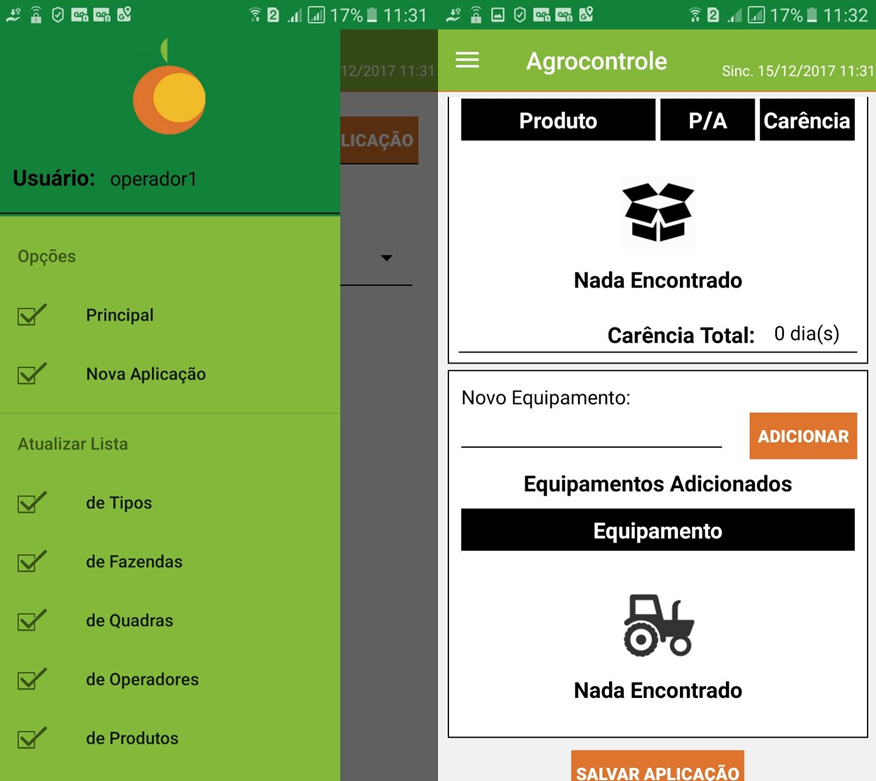 2 17% 11:31
12/2017 11:31
LICAÇÃO
Usuário: operador1
Opções
Principal
Nova Aplicação
Atualizar Lista
de Tipos
de Fazendas
de Quadras
de Operadores
de Produtos
2 17% 11:32
Agrocontrole
Sinc. 15/12/2017 11:31
Produto P/A Carência
Nada Encontrado
Carência Total: 0 dia(s)
Novo Equipamento:
ADICIONAR
Equipamentos Adicionados
Equipamento
Nada Encontrado
SALVAR APLICAÇÃO